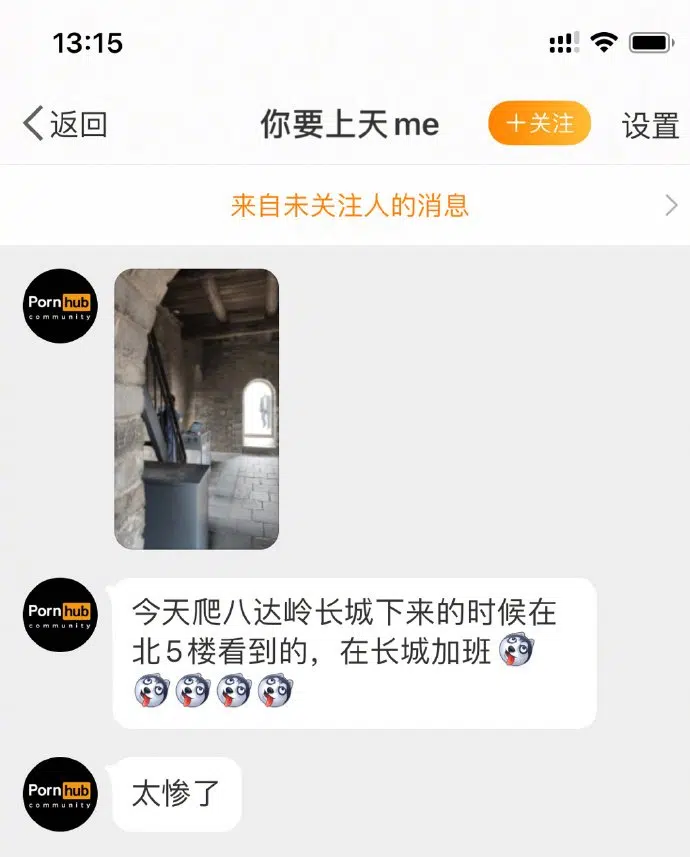 13:15
返回
你要上天me
+关注
设置
来自未关注人的消息
Pornhub
community
Pornhub
community
今天爬八达岭长城下来的时候在
北5楼看到的，在长城加班
Pornhub
community
太惨了